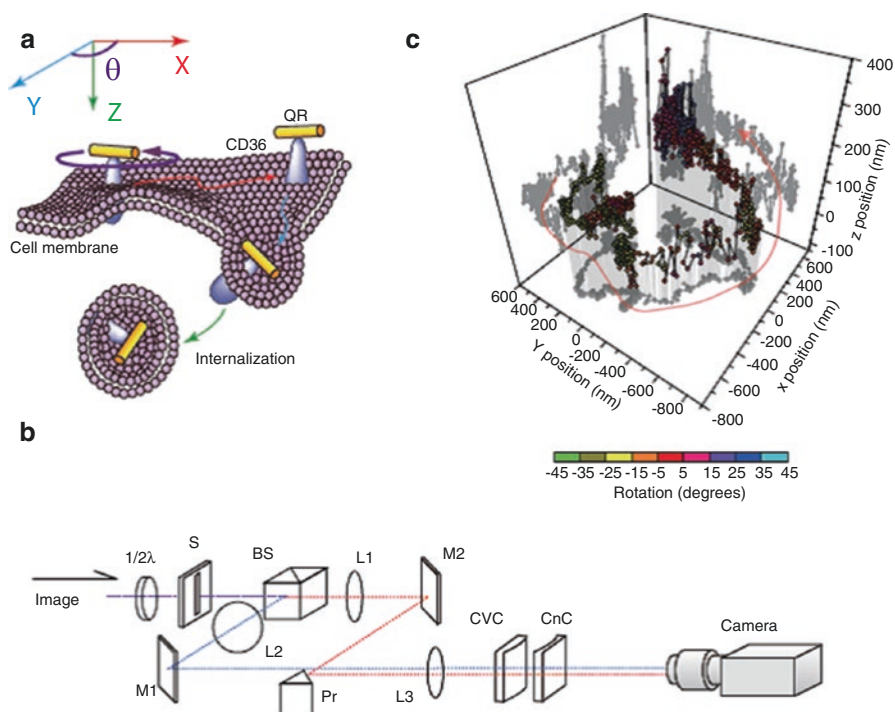 a
X
Y
θ
Z
QR
CD36
Cell membrane
Internalization
c
400
300
200
100
0
-100
z position (nm)
600
400
200
0
-200
-400
-600
-800
x position (nm)
600
400
200
0
-200
-400
-600
-800
Y position (nm)
-45 -35 -25 -15 -5 5 15 25 35 45
Rotation (degrees)
b
1/2λ
S
BS
L1
M2
Image
L2
CVC
CnC
Camera
M1
Pr
L3